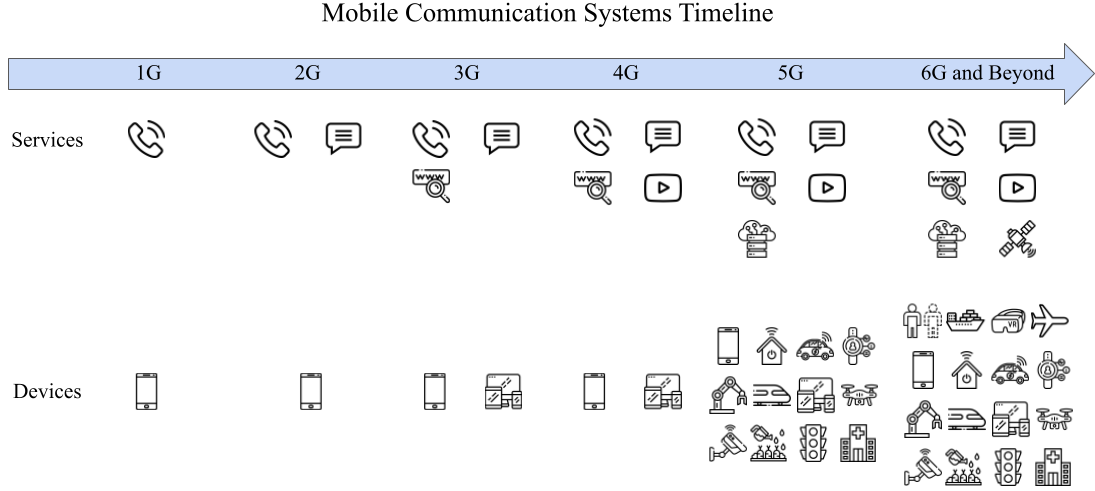 Mobile Communication Systems Timeline
1G 2G 3G 4G 5G 6G and Beyond
Services
www www www www
Devices
VR